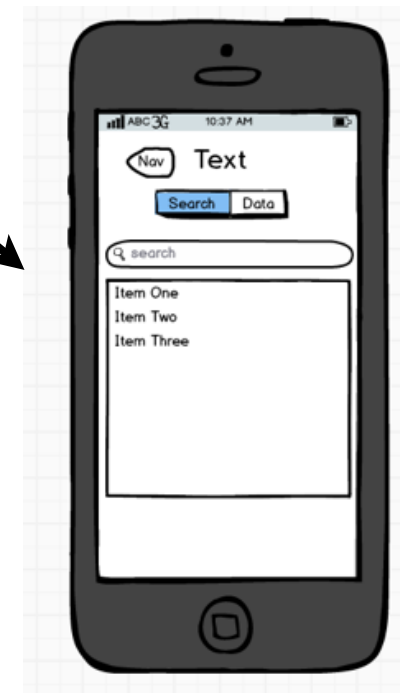 ABC 3G 10:37 AM
Nav Text
Search Data
search
Item One
Item Two
Item Three